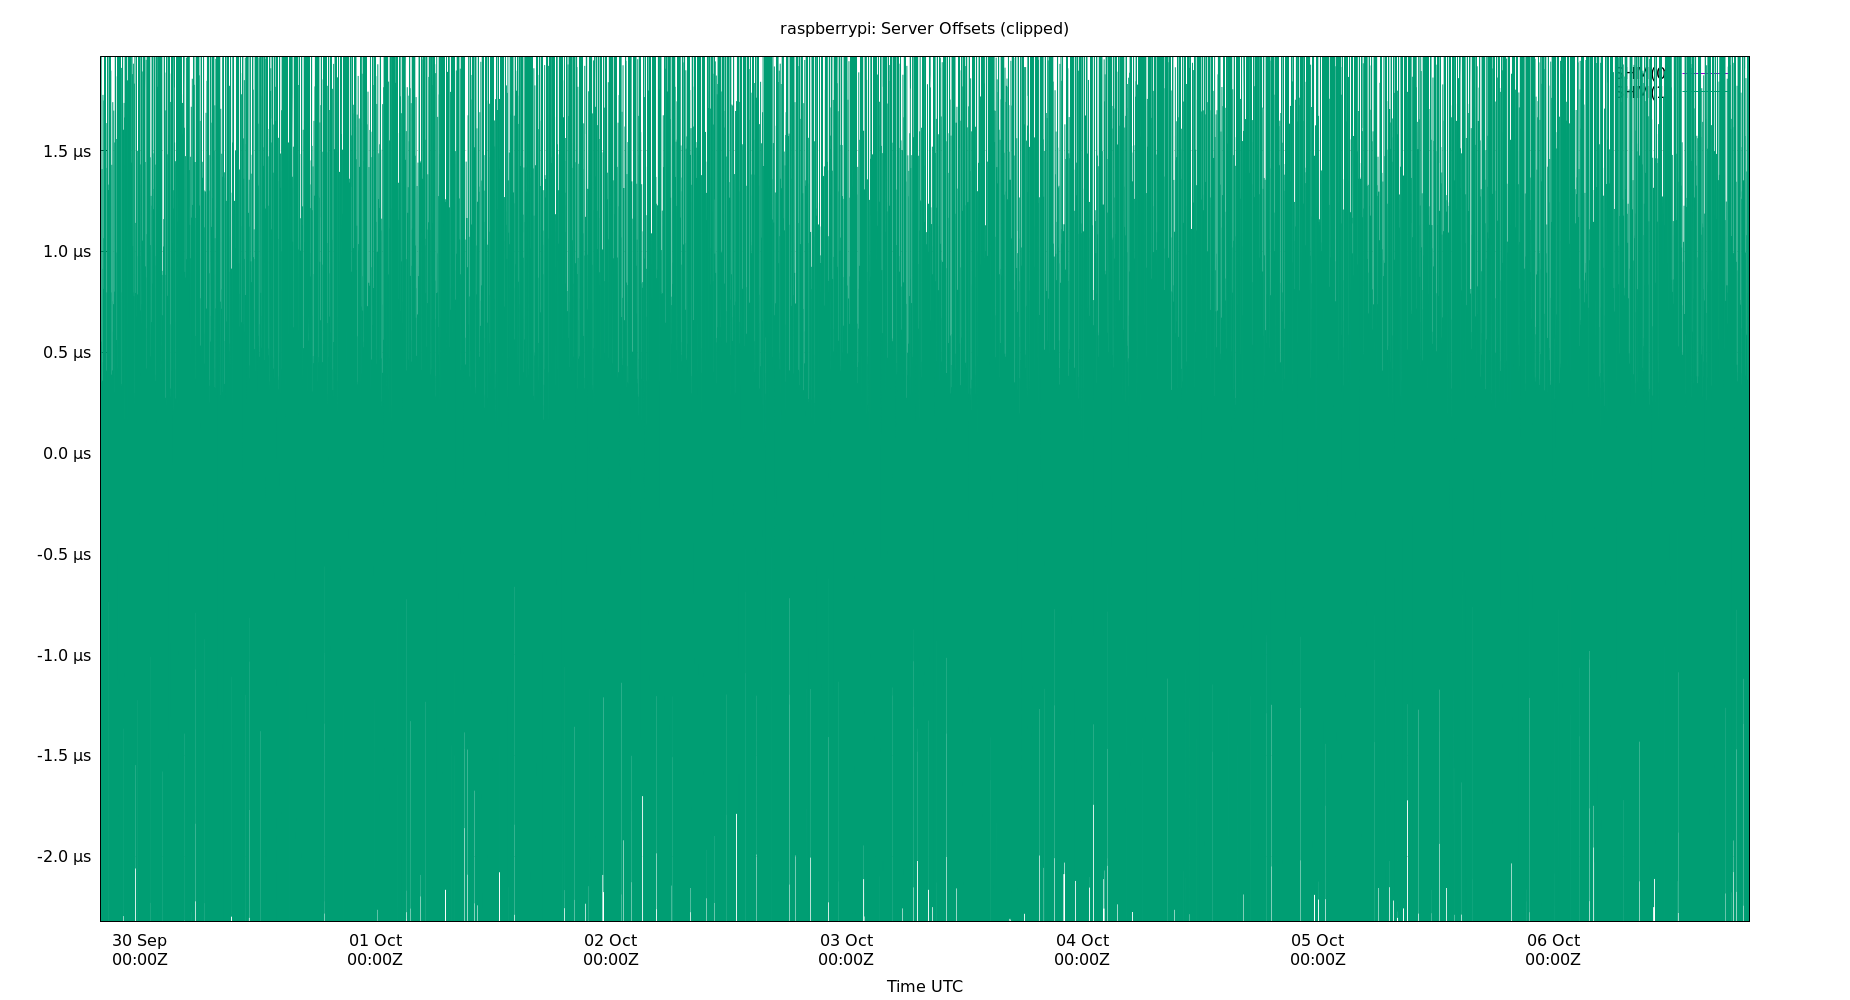 raspberrypi: Server Offsets (clipped)
1.5 µs
1.0 µs
0.5 µs
0.0 µs
-0.5 µs
-1.0 µs
-1.5 µs
-2.0 µs
30 Sep 01 Oct 02 Oct 03 Oct 04 Oct 05 Oct 06 Oct
00:00Z 00:00Z 00:00Z 00:00Z 00:00Z 00:00Z 00:00Z
Time UTC